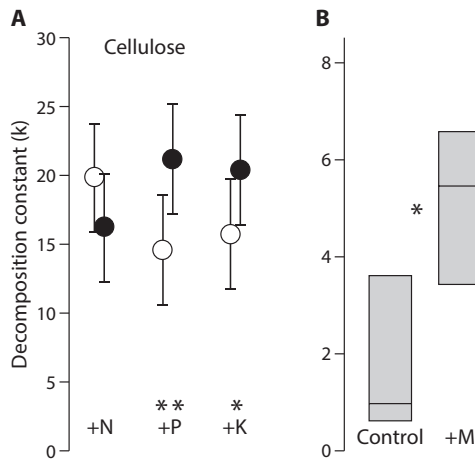 A
B
Cellulose
Decomposition constant (k)
30
25
20
15
10
5
0
** *
+N +P +K
8
6
4
2
0
*
Control +M